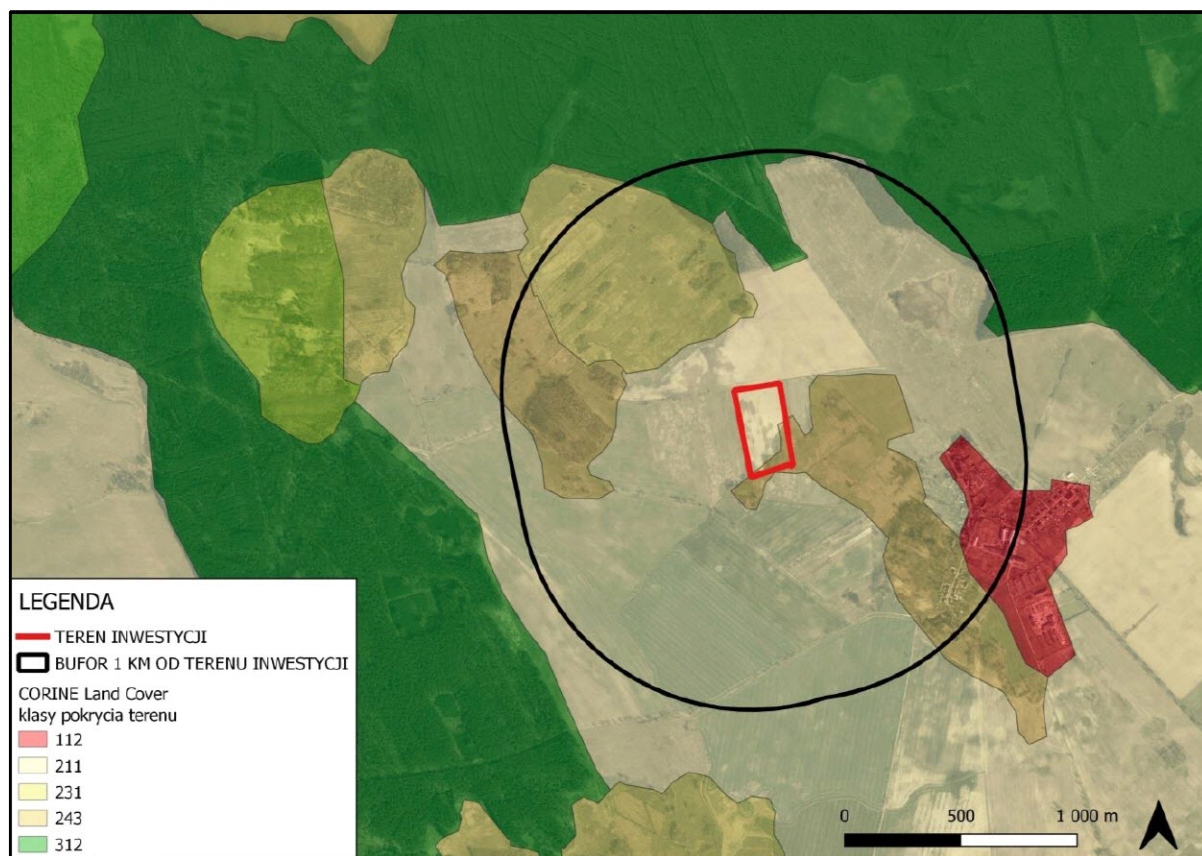 LEGENDA
TEREN INWESTYCJI
BUFOR 1 KM OD TERENU INWESTYCJI
CORINE Land Cover
klasy pokrycia terenu
112
211
231
243
312
0 500 1 000 m